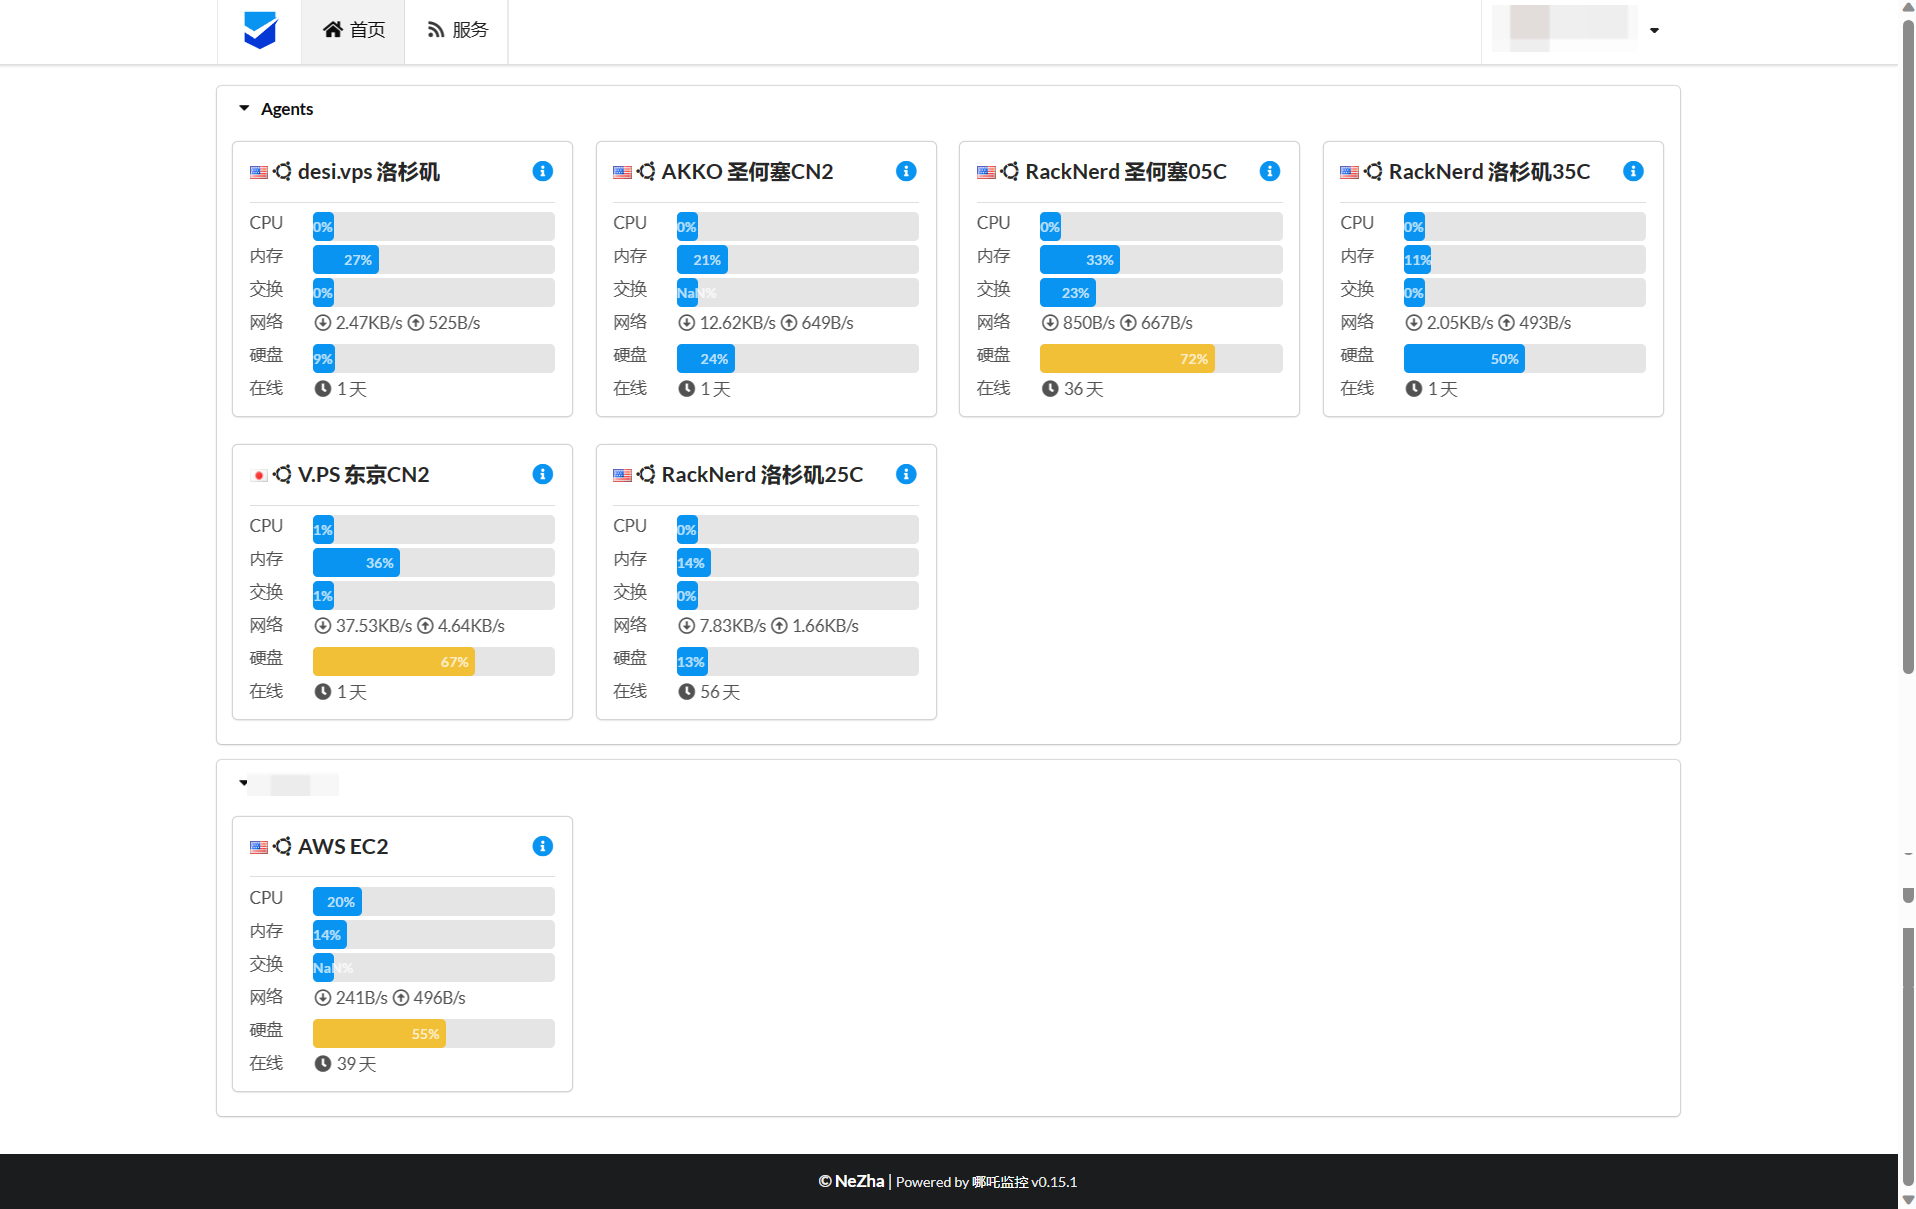 首页 服务
Agents
desi.vps 洛杉矶
CPU 0%
内存 27%
交换 0%
网络 2.47KB/s 525B/s
硬盘 9%
在线 1 天
AKKO 圣何塞CN2
CPU 0%
内存 21%
交换 NaN%
网络 12.62KB/s 649B/s
硬盘 24%
在线 1 天
RackNerd 圣何塞05C
CPU 0%
内存 33%
交换 23%
网络 850B/s 667B/s
硬盘 72%
在线 36 天
RackNerd 洛杉矶35C
CPU 0%
内存 11%
交换 0%
网络 2.05KB/s 493B/s
硬盘 50%
在线 1 天
V.PS 东京CN2
CPU 1%
内存 36%
交换 1%
网络 37.53KB/s 4.64KB/s
硬盘 67%
在线 1 天
RackNerd 洛杉矶25C
CPU 0%
内存 14%
交换 0%
网络 7.83KB/s 1.66KB/s
硬盘 13%
在线 56 天
AWS EC2
CPU 20%
内存 14%
交换 NaN%
网络 241B/s 496B/s
硬盘 55%
在线 39 天
© NeZha | Powered by 哪吒监控 v0.15.1